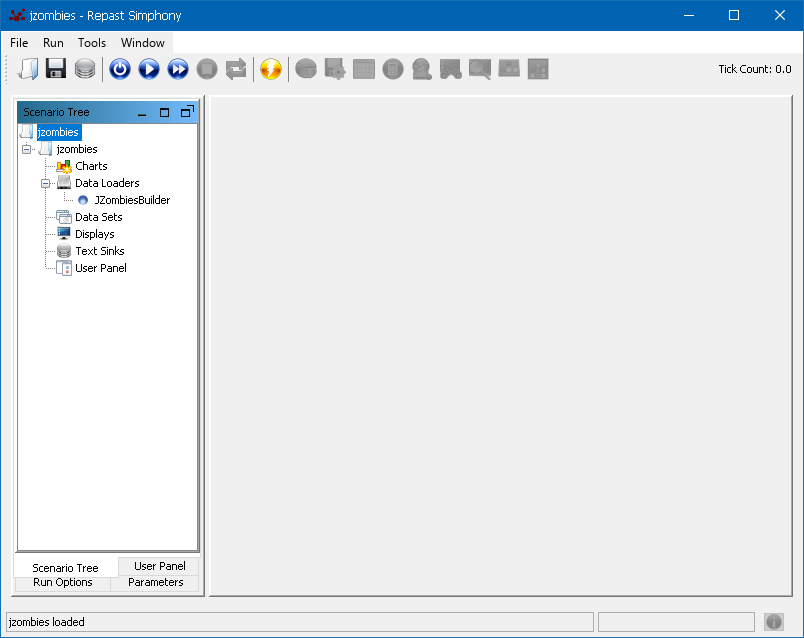 jzombies - Repast Simphony
File Run Tools Window
Tick Count: 0.0
Scenario Tree
jzombies
jzombies
Charts
Data Loaders
JZombiesBuilder
Data Sets
Displays
Text Sinks
User Panel
Scenario Tree User Panel
Run Options Parameters
jzombies loaded